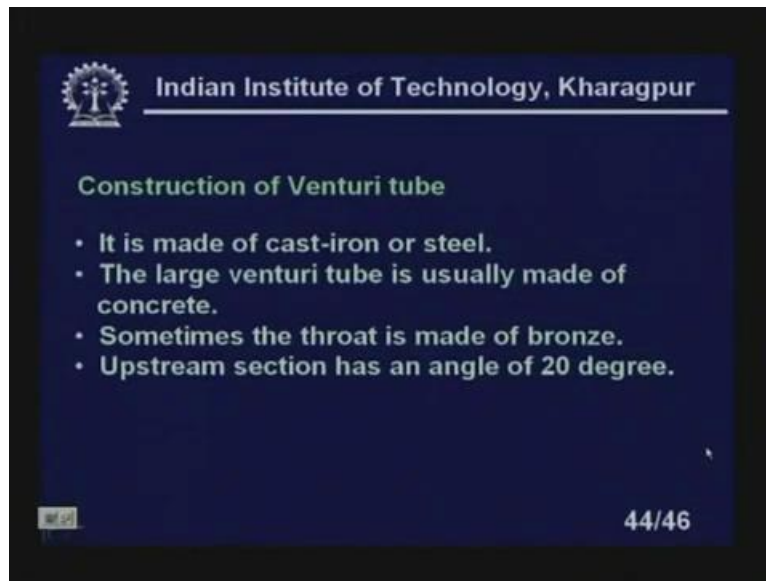 Indian Institute of Technology, Kharagpur
Construction of Venturi tube
• It is made of cast-iron or steel.
• The large venturi tube is usually made of
concrete.
• Sometimes the throat is made of bronze.
• Upstream section has an angle of 20 degree.
44/46